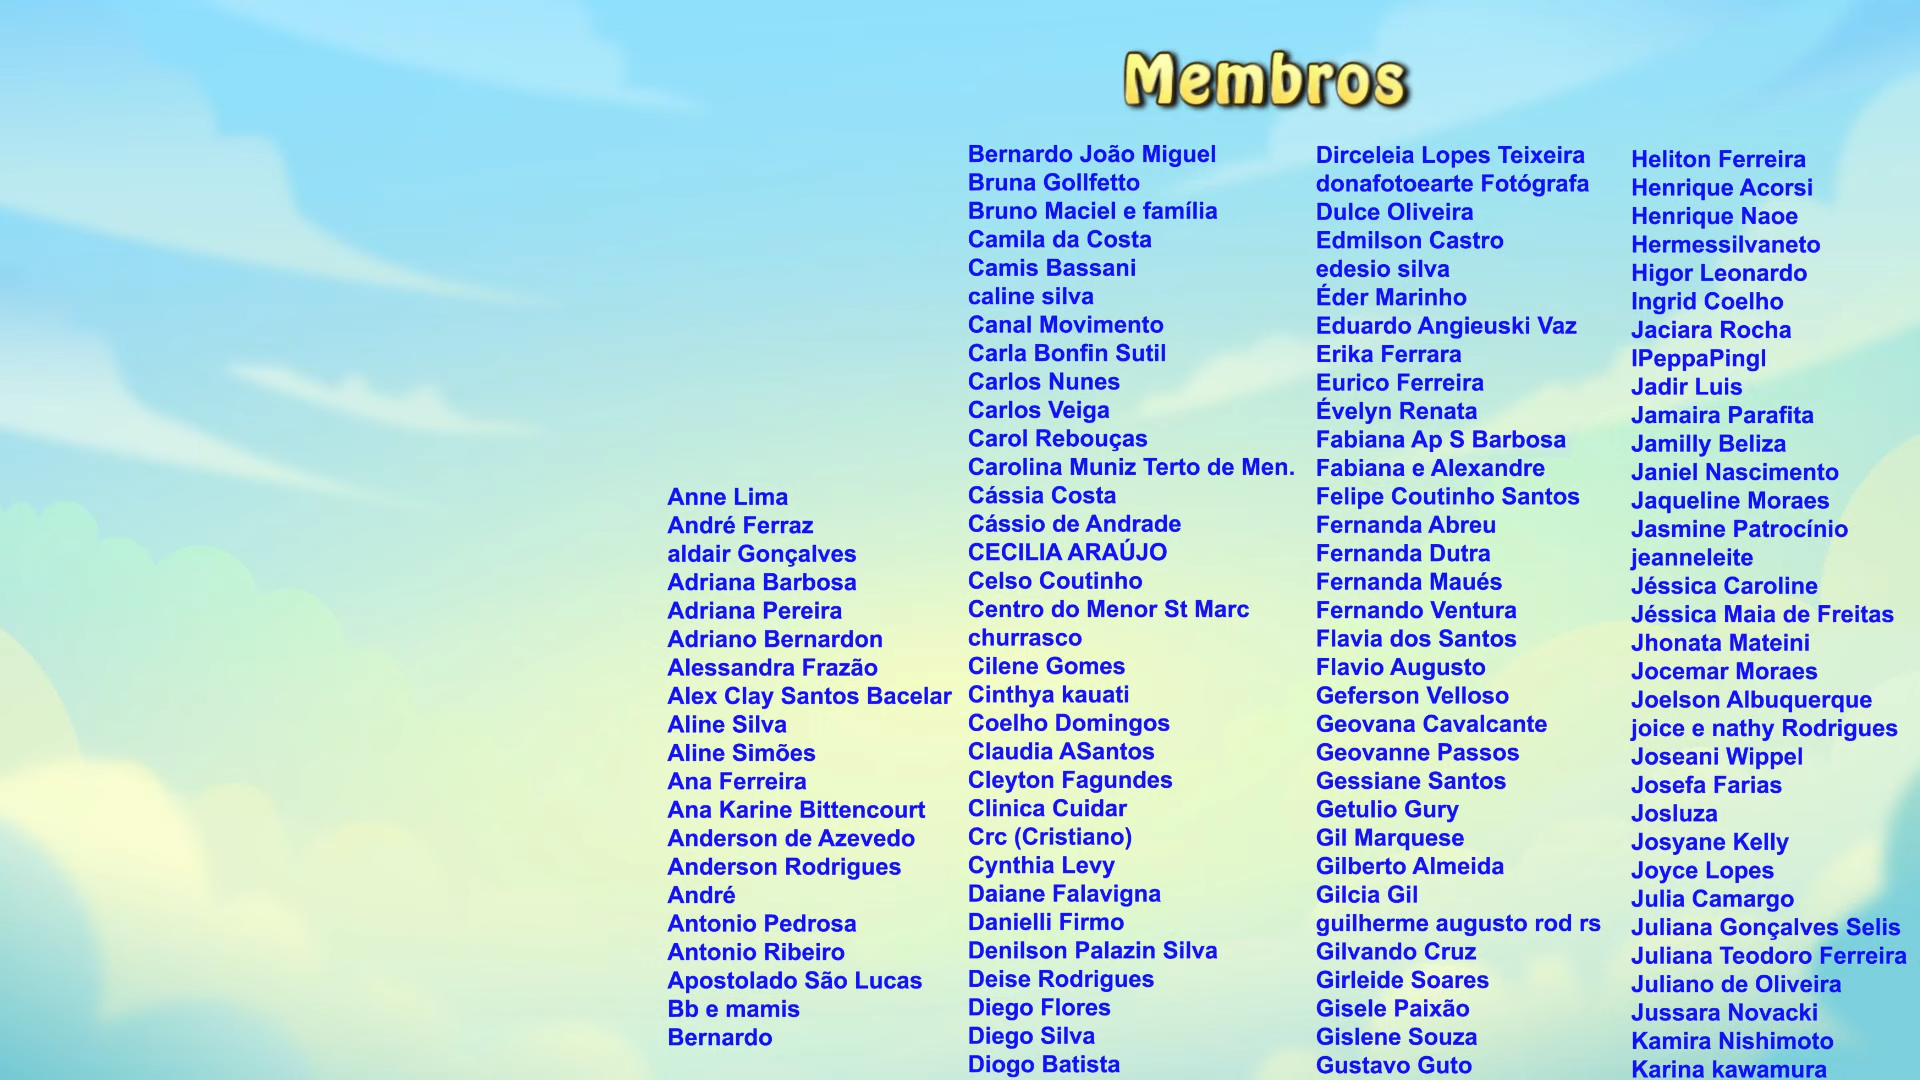 Membros
Anne Lima
André Ferraz
aldair Gonçalves
Adriana Barbosa
Adriana Pereira
Adriano Bernardon
Alessandra Frazão
Alex Clay Santos Bacelar
Aline Silva
Aline Simões
Ana Ferreira
Ana Karine Bittencourt
Anderson de Azevedo
Anderson Rodrigues
André
Antonio Pedrosa
Antonio Ribeiro
Apostolado São Lucas
Bb e mamis
Bernardo
Bernardo João Miguel
Bruna Gollfetto
Bruno Maciel e família
Camila da Costa
Camis Bassani
caline silva
Canal Movimento
Carla Bonfin Sutil
Carlos Nunes
Carlos Veiga
Carol Rebouças
Carolina Muniz Terto de Men.
Cássia Costa
Cássio de Andrade
CECILIA ARAÚJO
Celso Coutinho
Centro do Menor St Marc
churrasco
Cilene Gomes
Cinthya kauati
Coelho Domingos
Claudia ASantos
Cleyton Fagundes
Clinica Cuidar
Crc (Cristiano)
Cynthia Levy
Daiane Falavigna
Danielli Firmo
Denilson Palazin Silva
Deise Rodrigues
Diego Flores
Diego Silva
Diogo Batista
Dirceleia Lopes Teixeira
donafotoearte Fotógrafa
Dulce Oliveira
Edmilson Castro
edesio silva
Éder Marinho
Eduardo Angieuski Vaz
Erika Ferrara
Eurico Ferreira
Évelyn Renata
Fabiana Ap S Barbosa
Fabiana e Alexandre
Felipe Coutinho Santos
Fernanda Abreu
Fernanda Dutra
Fernanda Maués
Fernando Ventura
Flavia dos Santos
Flavio Augusto
Geferson Velloso
Geovana Cavalcante
Geovanne Passos
Gessiane Santos
Getulio Gury
Gil Marquese
Gilberto Almeida
Gilcia Gil
guilherme augusto rod rs
Gilvando Cruz
Girleide Soares
Gisele Paixão
Gislene Souza
Gustavo Guto
Heliton Ferreira
Henrique Acorsi
Henrique Naoe
Hermessilvaneto
Higor Leonardo
Ingrid Coelho
Jaciara Rocha
IPeppaPingl
Jadir Luis
Jamaira Parafita
Jamilly Beliza
Janiel Nascimento
Jaqueline Moraes
Jasmine Patrocínio
jeanneleite
Jéssica Caroline
Jéssica Maia de Freitas
Jhonata Mateini
Jocemar Moraes
Joelson Albuquerque
joice e nathy Rodrigues
Joseani Wippel
Josefa Farias
Josluza
Josyane Kelly
Joyce Lopes
Julia Camargo
Juliana Gonçalves Selis
Juliana Teodoro Ferreira
Juliano de Oliveira
Jussara Novacki
Kamira Nishimoto
Karina kawamura